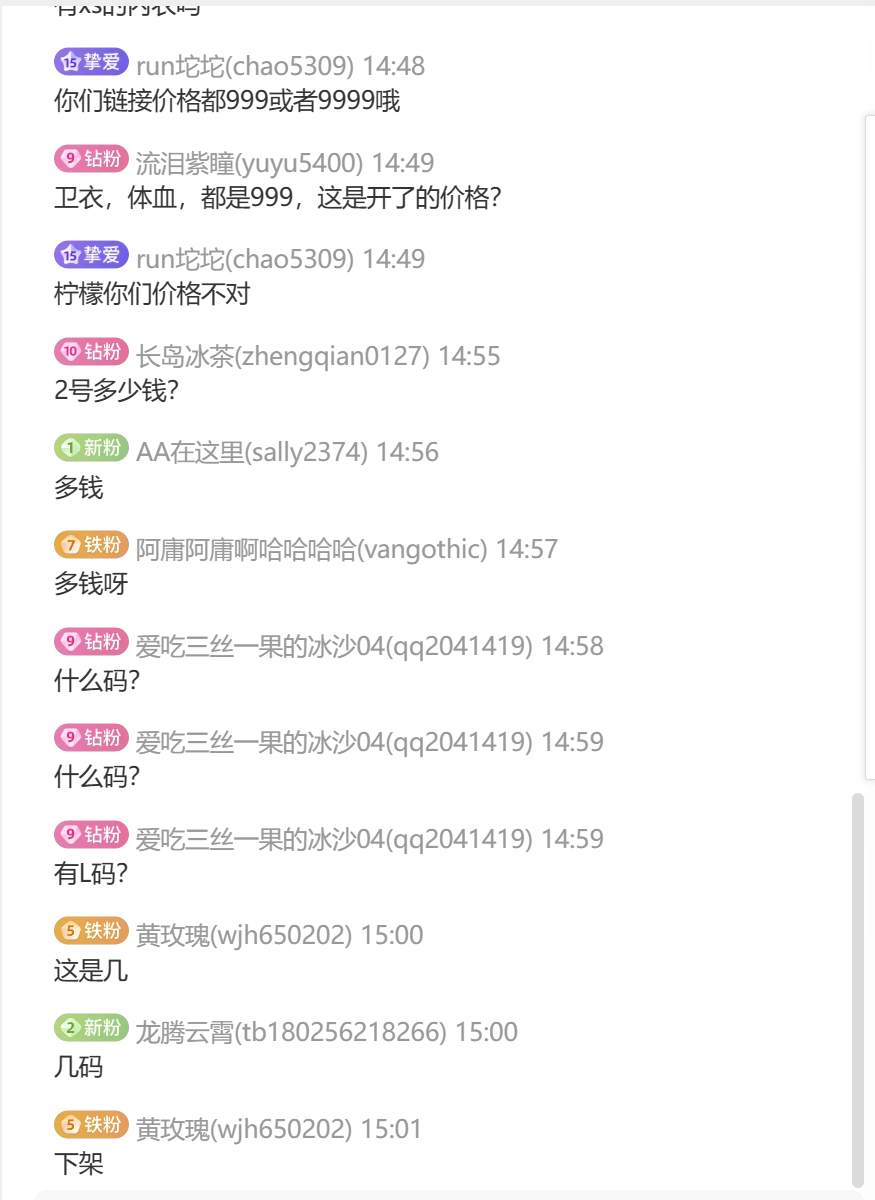 有xs的内衣吗
15 挚爱 run坨坨(chao5309) 14:48
你们链接价格都999或者9999哦
9 钻粉 流泪紫瞳(yuyu5400) 14:49
卫衣，体血，都是999，这是开了的价格？
15 挚爱 run坨坨(chao5309) 14:49
柠檬你们价格不对
10 钻粉 长岛冰茶(zhengqian0127) 14:55
2号多少钱？
1 新粉 AA在这里(sally2374) 14:56
多钱
7 铁粉 阿庸阿庸啊哈哈哈哈(vangothic) 14:57
多钱呀
9 钻粉 爱吃三丝一果的冰沙04(qq2041419) 14:58
什么码？
9 钻粉 爱吃三丝一果的冰沙04(qq2041419) 14:59
什么码？
9 钻粉 爱吃三丝一果的冰沙04(qq2041419) 14:59
有L码？
5 铁粉 黄玫瑰(wjh650202) 15:00
这是几
2 新粉 龙腾云霄(tb180256218266) 15:00
几码
5 铁粉 黄玫瑰(wjh650202) 15:01
下架